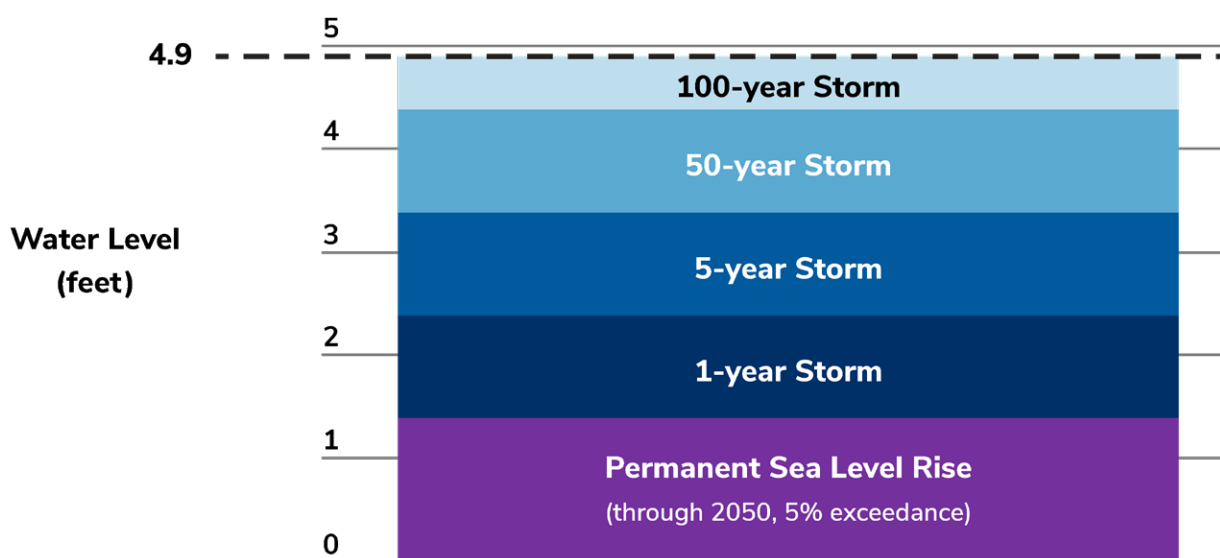 5
4.9
100-year Storm
4
50-year Storm
Water Level
(feet)
3
5-year Storm
2
1-year Storm
1
Permanent Sea Level Rise
(through 2050, 5% exceedance)
0